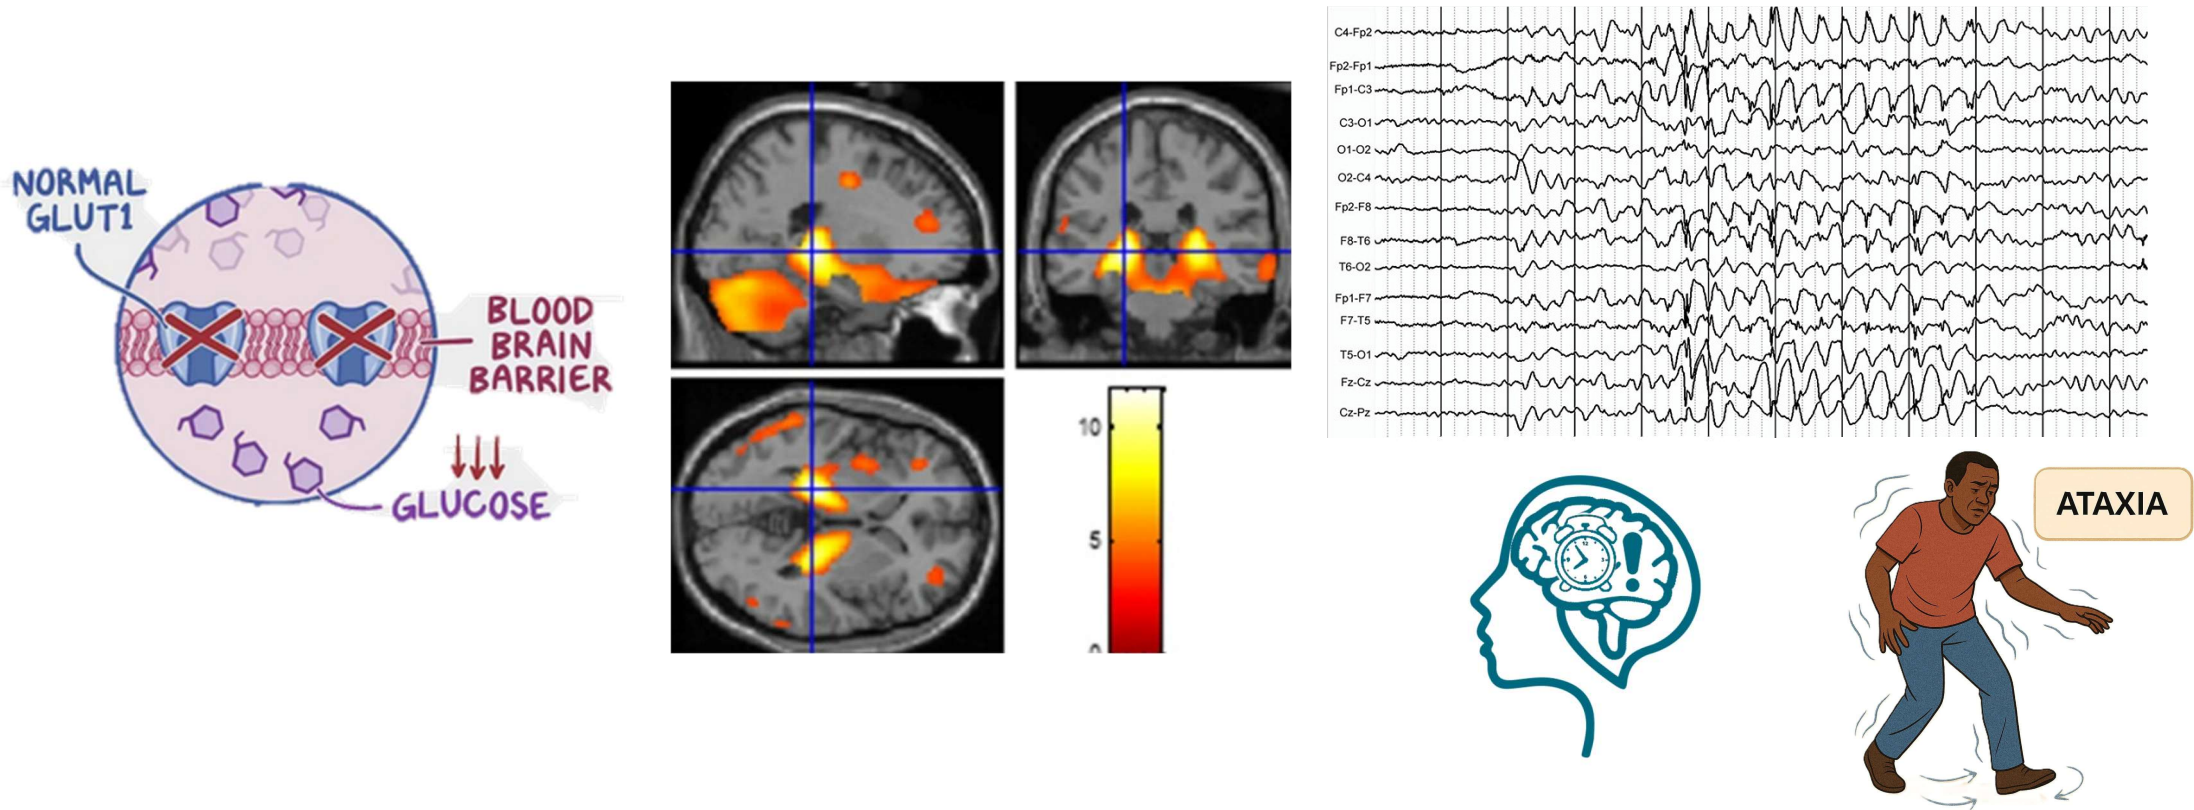 NORMAL
GLUT1
BLOOD
BRAIN
BARRIER
GLUCOSE
10
5
0
C4-Fp2
Fp2-Fp1
Fp1-C3
C3-O1
O1-O2
O2-C4
Fp2-F8
F8-T6
T6-O2
Fp1-F7
F7-T5
T5-O1
Fz-Cz
Cz-Pz
12
ATAXIA